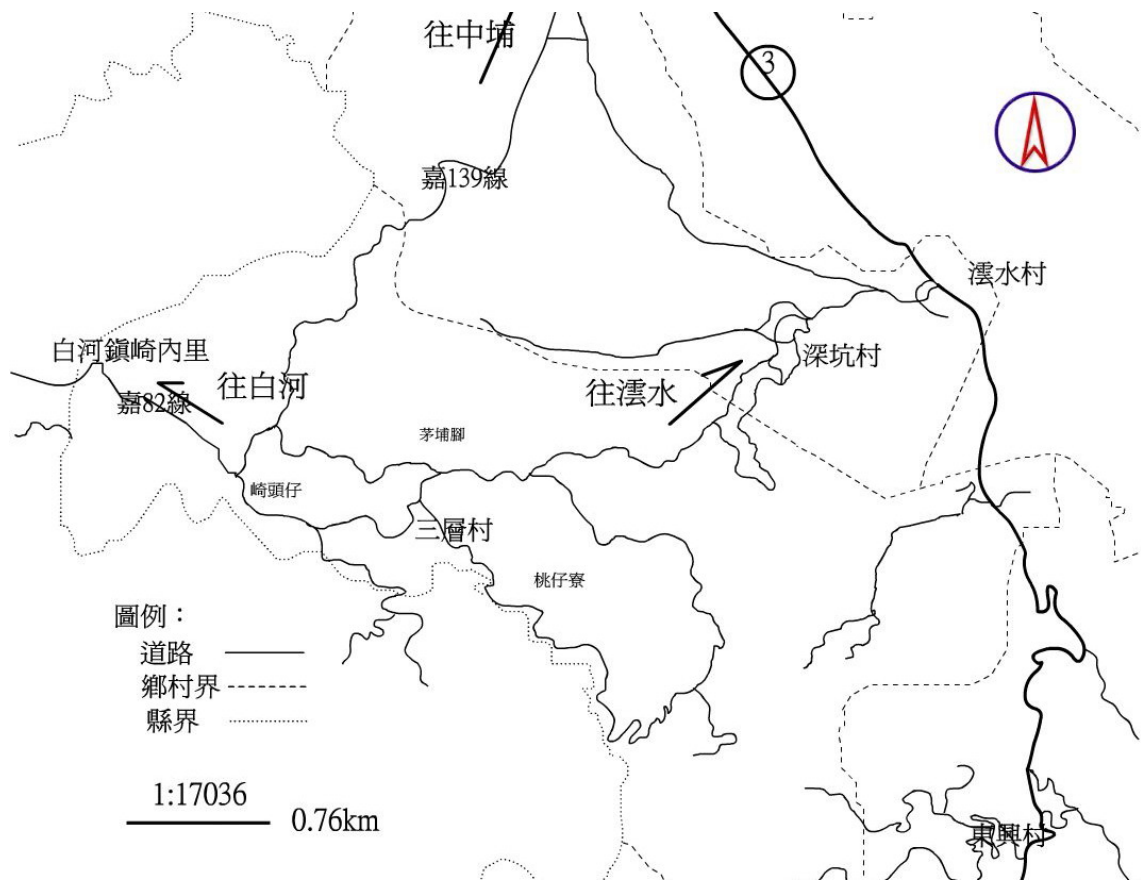 往中埔
3
嘉139線
澐水村
白河鎮崎內里
往白河
嘉82線
往澐水
深坑村
茅埔腳
崎頭仔
三層村
桃仔寮
圖例：
道路
鄉村界
縣界
1:17036
0.76km
東興村